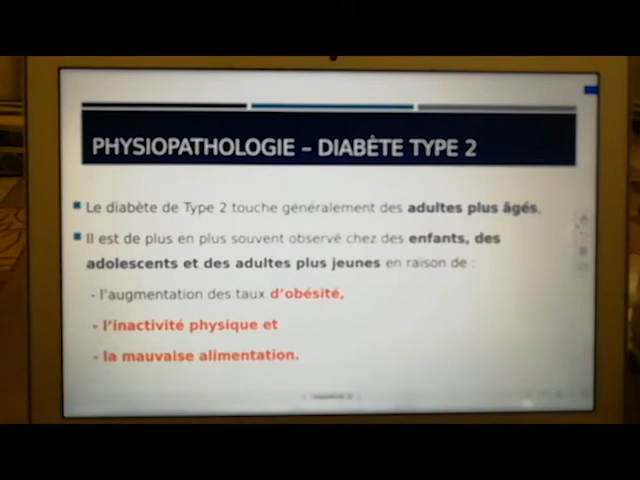 PHYSIOPATHOLOGIE – DIABÈTE TYPE 2
Le diabète de Type 2 touche généralement des adultes plus âgés.
Il est de plus en plus souvent observé chez des enfants, des
adolescents et des adultes plus jeunes en raison de :
- l'augmentation des taux d'obésité,
- l'inactivité physique et
- la mauvaise alimentation.